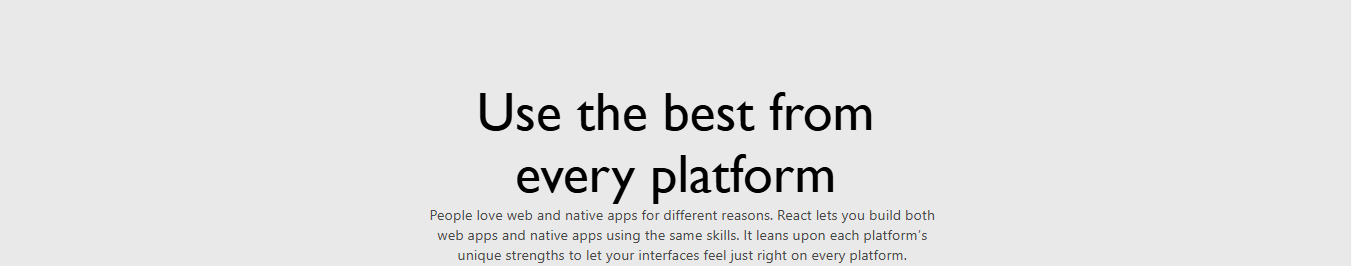 Use the best from
every platform
People love web and native apps for different reasons. React lets you build both
web apps and native apps using the same skills. It leans upon each platform's
unique strengths to let your interfaces feel just right on every platform.